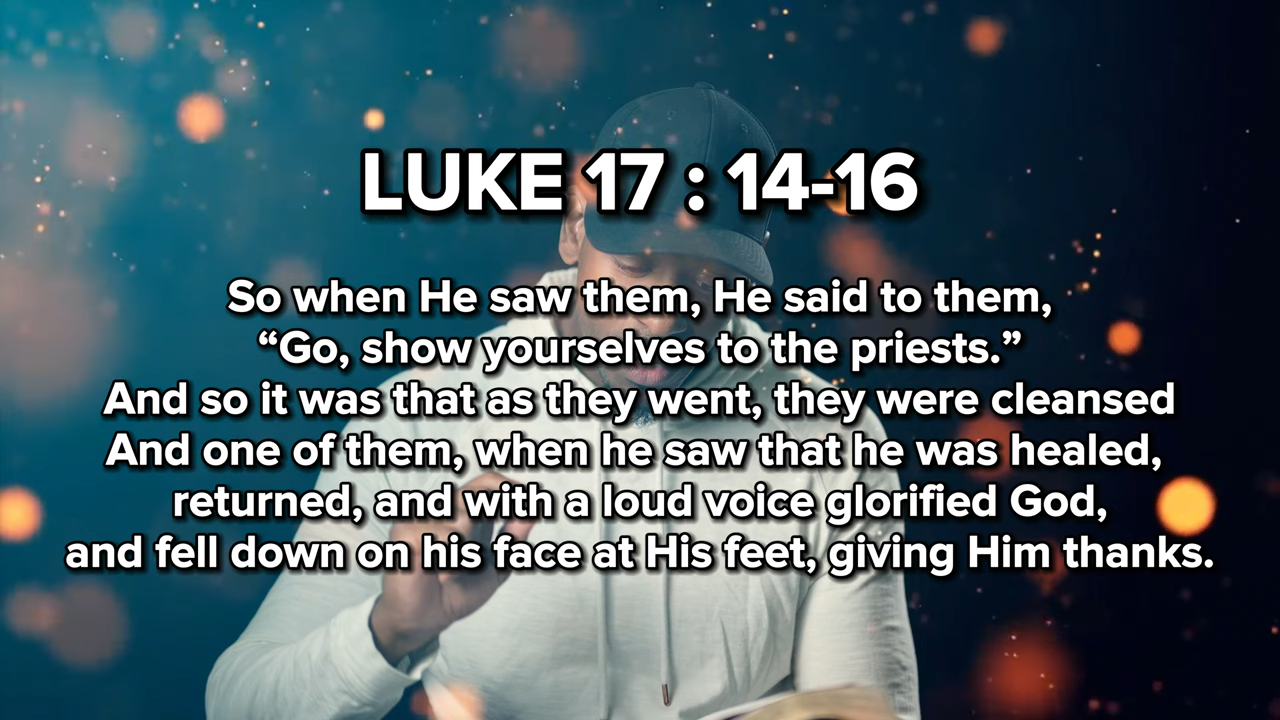 LUKE 17 : 14-16
So when He saw them, He said to them,
“Go, show yourselves to the priests.”
And so it was that as they went, they were cleansed
And one of them, when he saw that he was healed,
returned, and with a loud voice glorified God,
and fell down on his face at His feet, giving Him thanks.